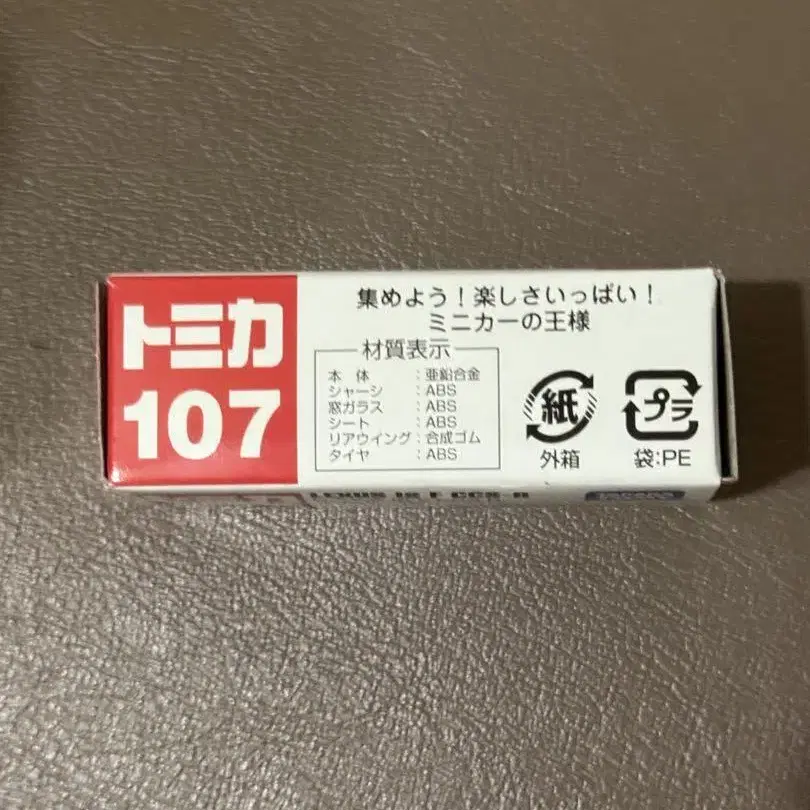 トミカ
107
集めよう！楽しさいっぱい！
ミニカーの王様
材質表示
本体：亜鉛合金
シャーシ：ABS
窓ガラス：ABS
シート：ABS
リアウイング：合成ゴム
タイヤ：ABS
紙
外箱
プラ
袋：PE
LEXUS IS F CCS-R